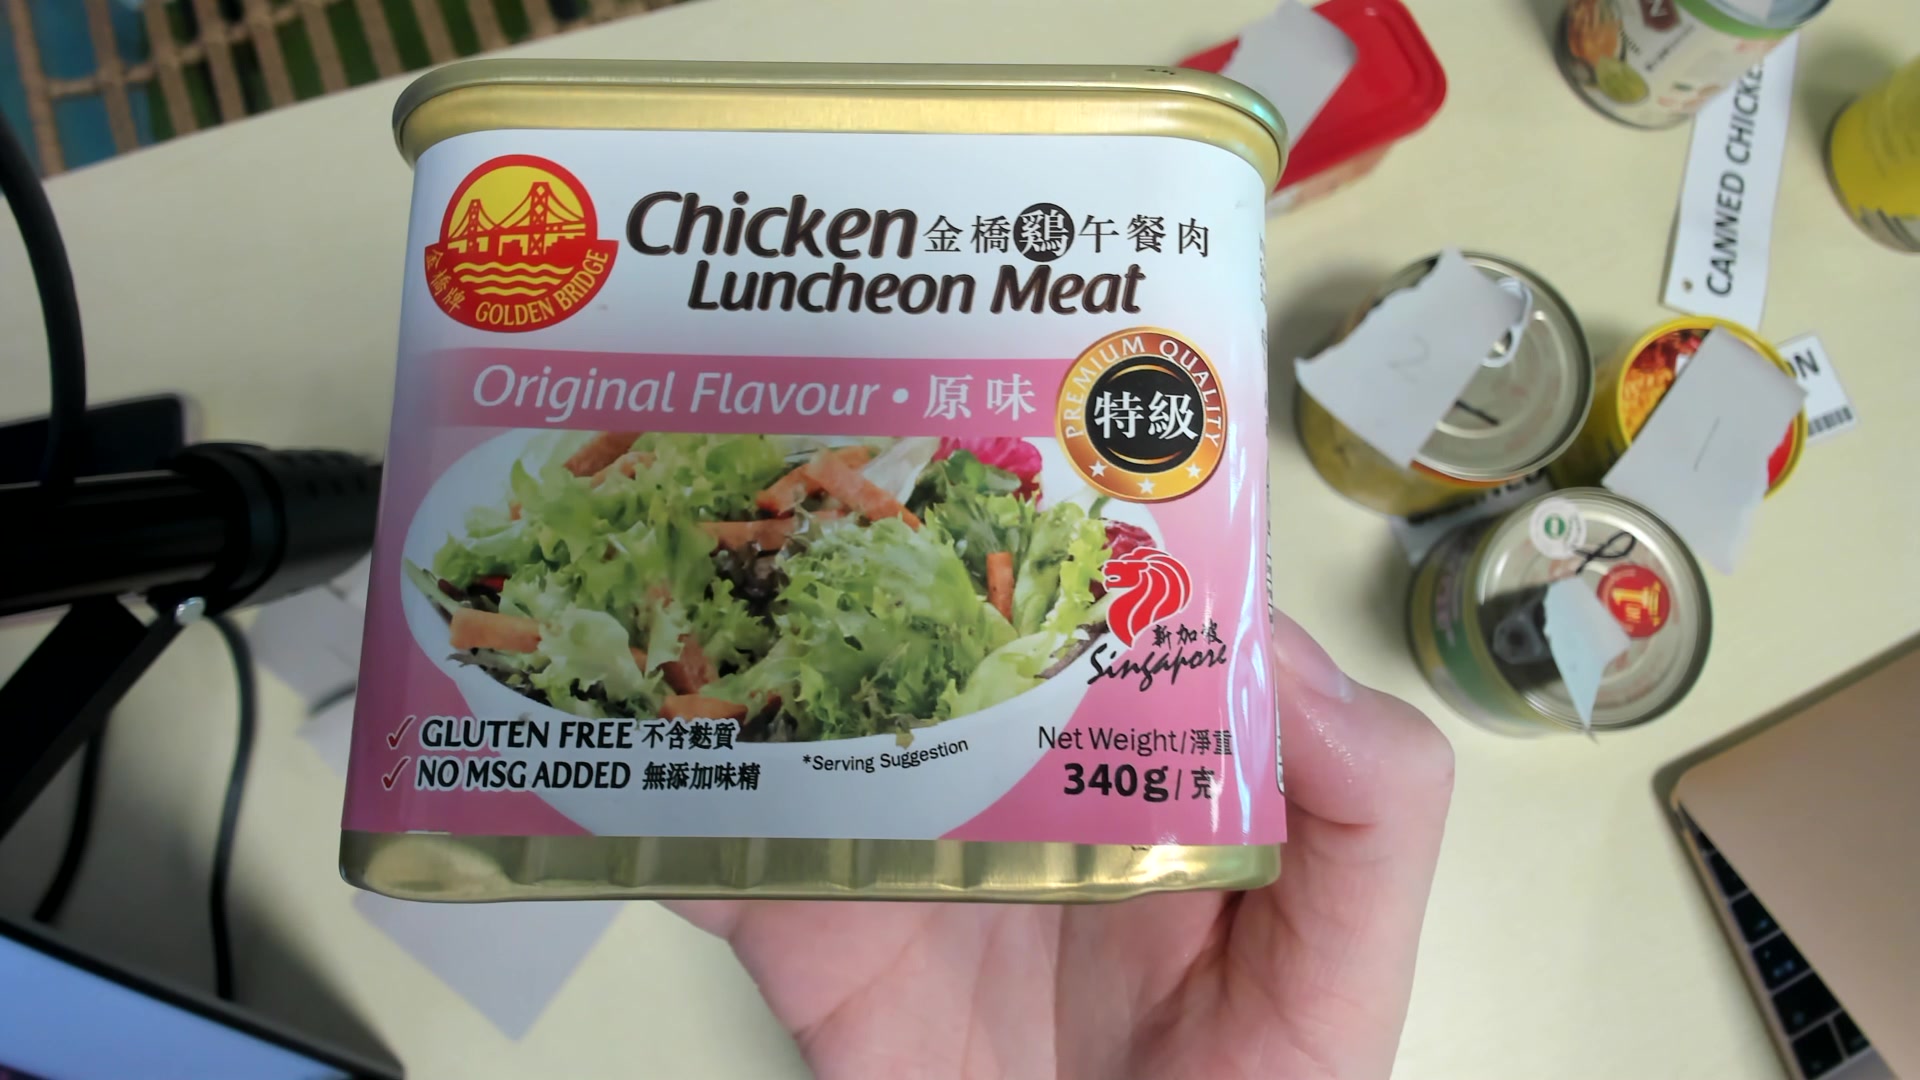 Chicken 金橋鷄午餐肉
Luncheon Meat
金橋牌
GOLDEN BRIDGE
Original Flavour • 原味
PREMIUM QUALITY
特級
新加坡
Singapore
✓ GLUTEN FREE 不含麩質
✓ NO MSG ADDED 無添加味精
*Serving Suggestion
Net Weight/淨重
340g/克
CANNED CHICKE
2
1